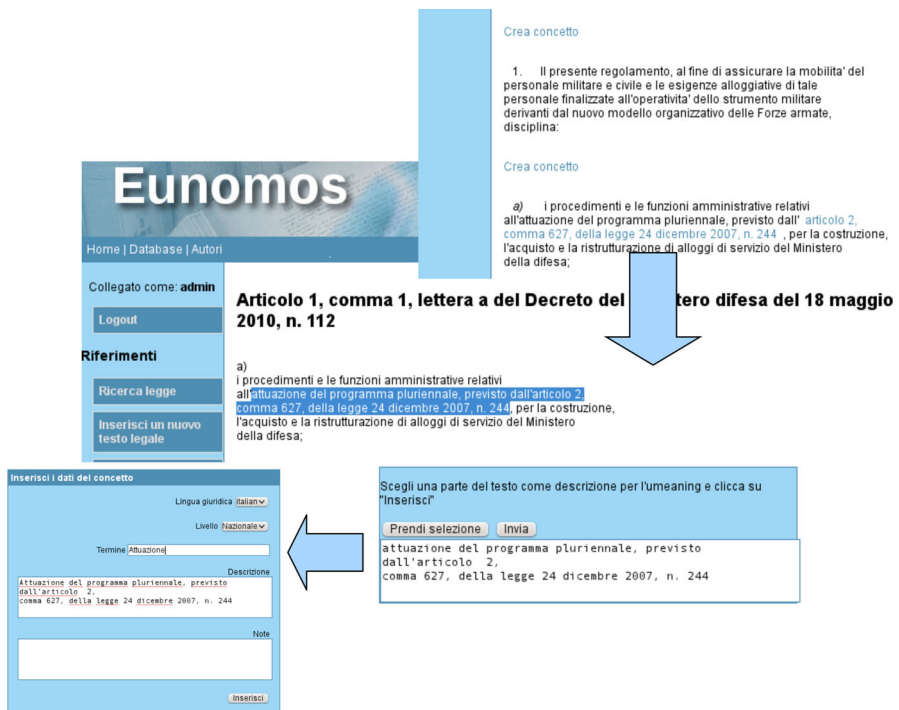 Crea concetto
1. Il presente regolamento, al fine di assicurare la mobilita' del
personale militare e civile e le esigenze alloggiative di tale
personale finalizzate all'operativita' dello strumento militare
derivanti dal nuovo modello organizzativo delle Forze armate,
disciplina:
Crea concetto
a) i procedimenti e le funzioni amministrative relativi
all'attuazione del programma pluriennale, previsto dall' articolo 2,
comma 627, della legge 24 dicembre 2007, n. 244 , per la costruzione,
l'acquisto e la ristrutturazione di alloggi di servizio del Ministero
della difesa;
Eunomos
Home | Database | Autori
Collegato come: admin
Logout
Riferimenti
Ricerca legge
Inserisci un nuovo
testo legale
Articolo 1, comma 1, lettera a del Decreto del tero difesa del 18 maggio
2010, n. 112
a)
i procedimenti e le funzioni amministrative relativi
all'attuazione del programma pluriennale, previsto dall'articolo 2,
comma 627, della legge 24 dicembre 2007, n. 244, per la costruzione,
l'acquisto e la ristrutturazione di alloggi di servizio del Ministero
della difesa;
Scegli una parte del testo come descrizione per l'umeaning e clicca su
"Inserisci"
Prendi selezione Invia
attuazione del programma pluriennale, previsto
dall'articolo 2,
comma 627, della legge 24 dicembre 2007, n. 244
Inserisci i dati del concetto
Lingua giuridica italian
Livello Nazionale
Termine Attuazione
Descrizione
Attuazione del programma pluriennale, previsto
dall'articolo 2,
comma 627, della legge 24 dicembre 2007, n. 244
Note
Inserisci